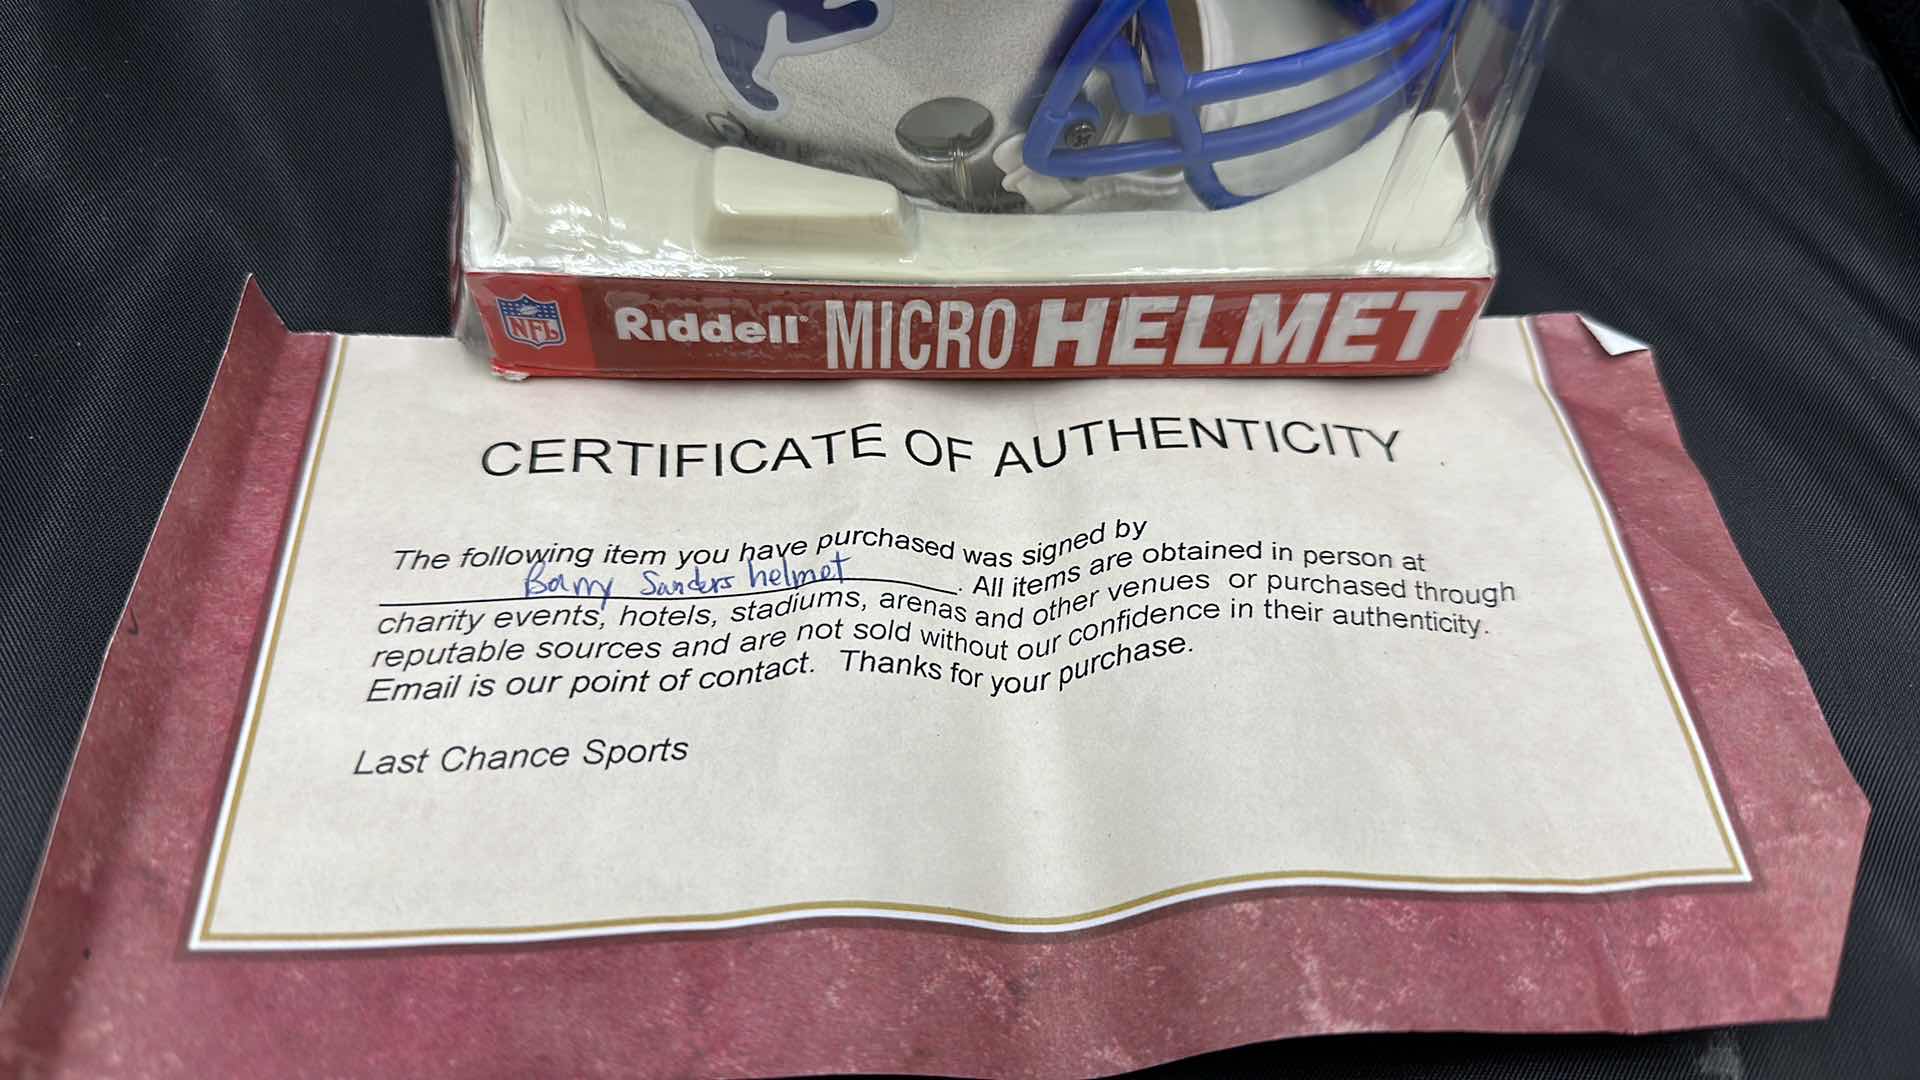 NFL
Riddell® MICRO HELMET
CERTIFICATE OF AUTHENTICITY
The following item you have purchased was signed by
Barry Sanders helmet. All items are obtained in person at
charity events, hotels, stadiums, arenas and other venues or purchased through
reputable sources and are not sold without our confidence in their authenticity.
Email is our point of contact. Thanks for your purchase.
Last Chance Sports